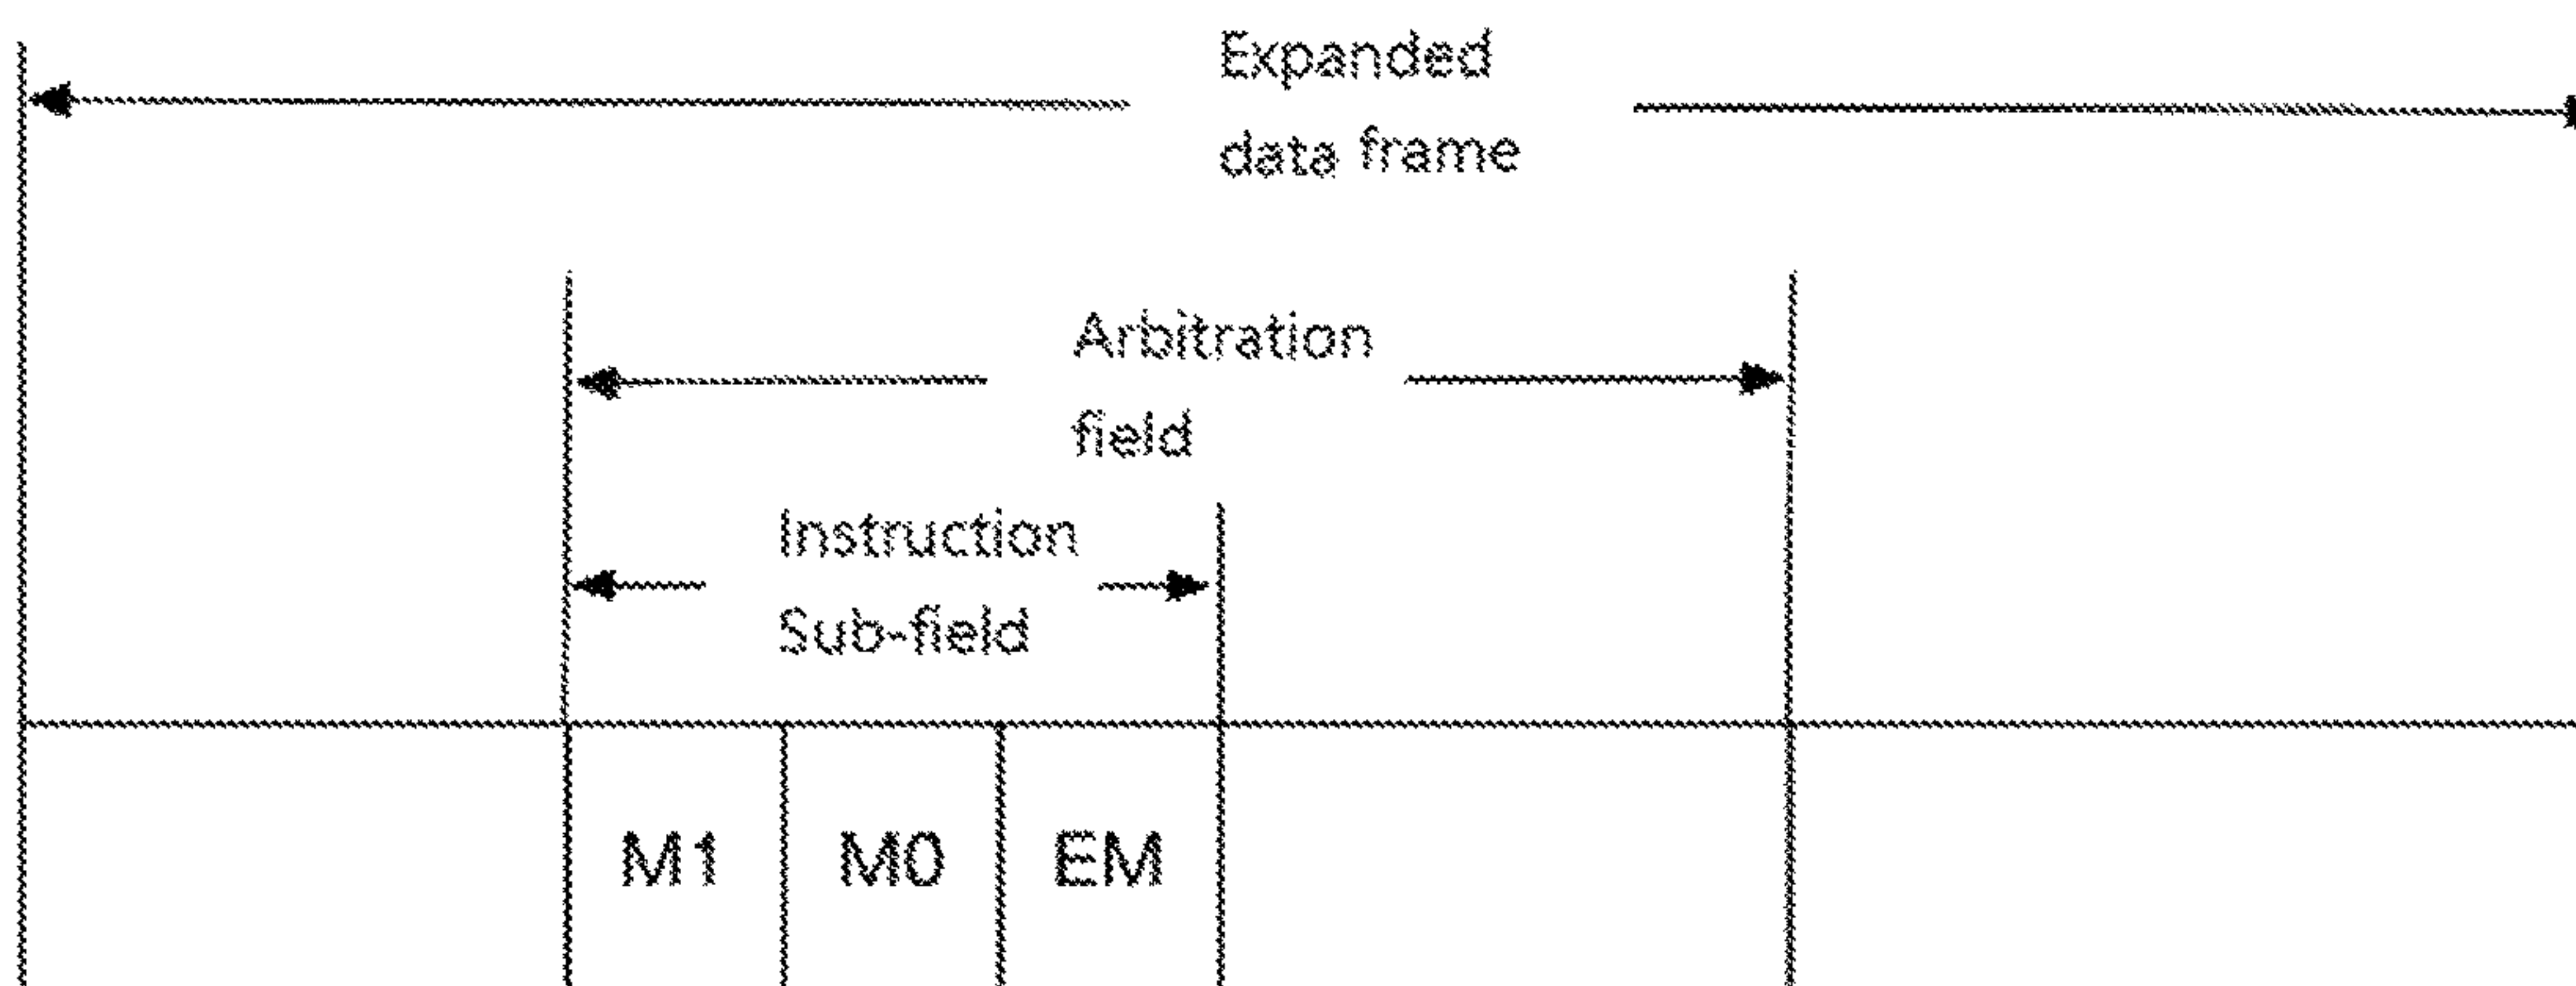 Expanded
data frame
Arbitration
field
Instruction
Sub-field
M1 M0 EM